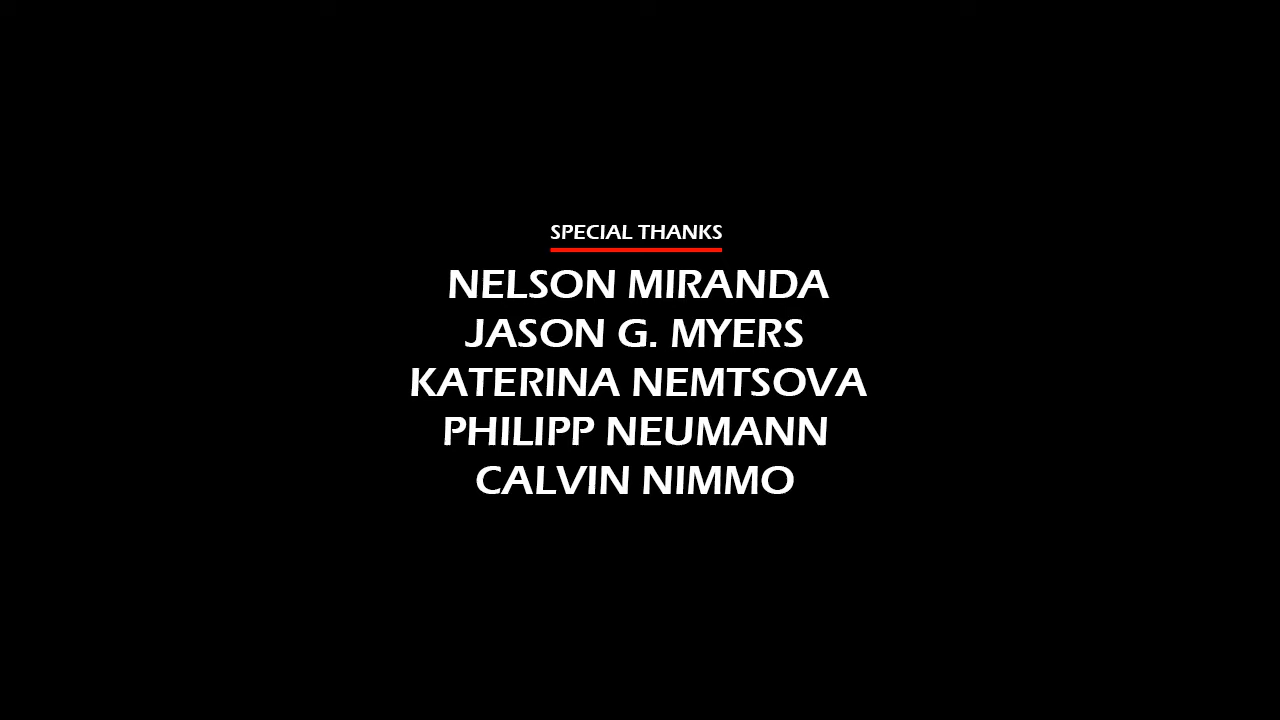 SPECIAL THANKS
NELSON MIRANDA
JASON G. MYERS
KATERINA NEMTSOVA
PHILIPP NEUMANN
CALVIN NIMMO